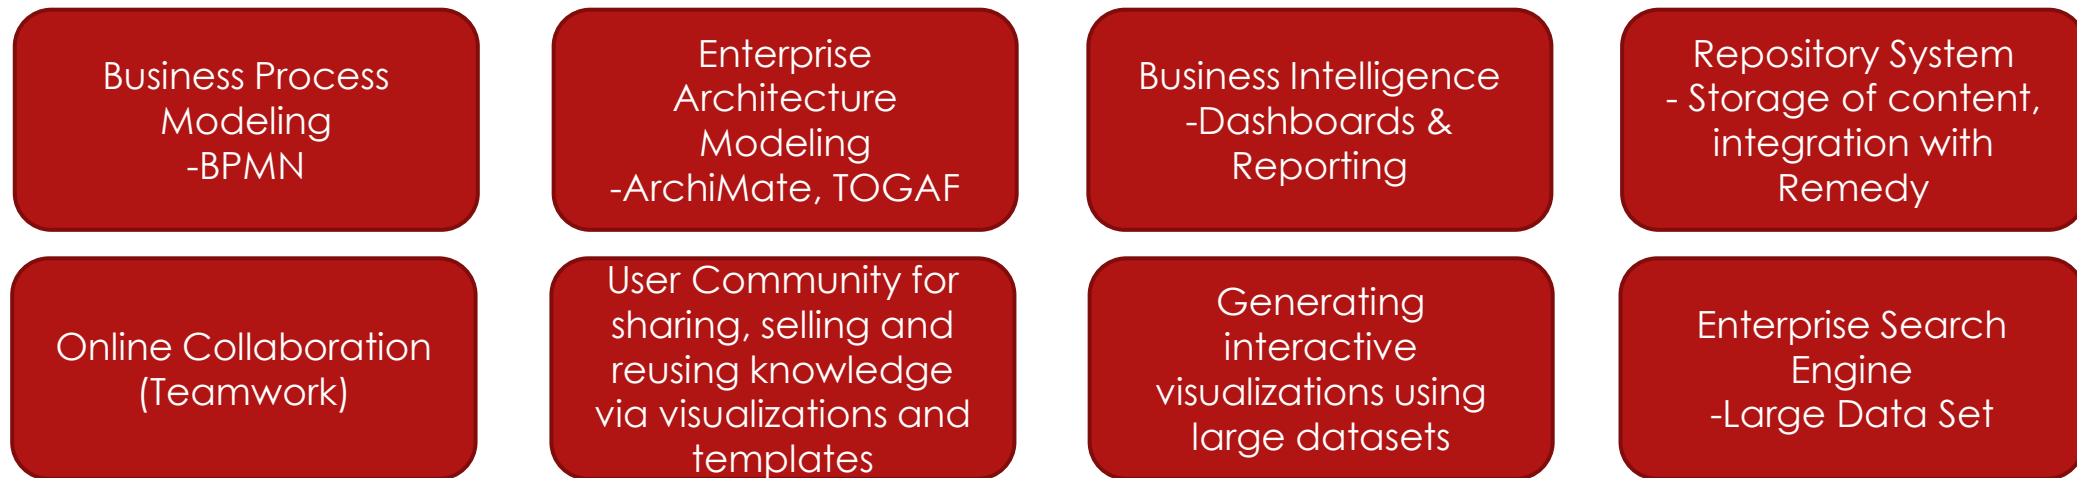 Business Process
Modeling
-BPMN
Enterprise
Architecture
Modeling
-ArchiMate, TOGAF
Business Intelligence
-Dashboards &
Reporting
Repository System
- Storage of content,
integration with
Remedy
Online Collaboration
(Teamwork)
User Community for
sharing, selling and
reusing knowledge
via visualizations and
templates
Generating
interactive
visualizations using
large datasets
Enterprise Search
Engine
-Large Data Set